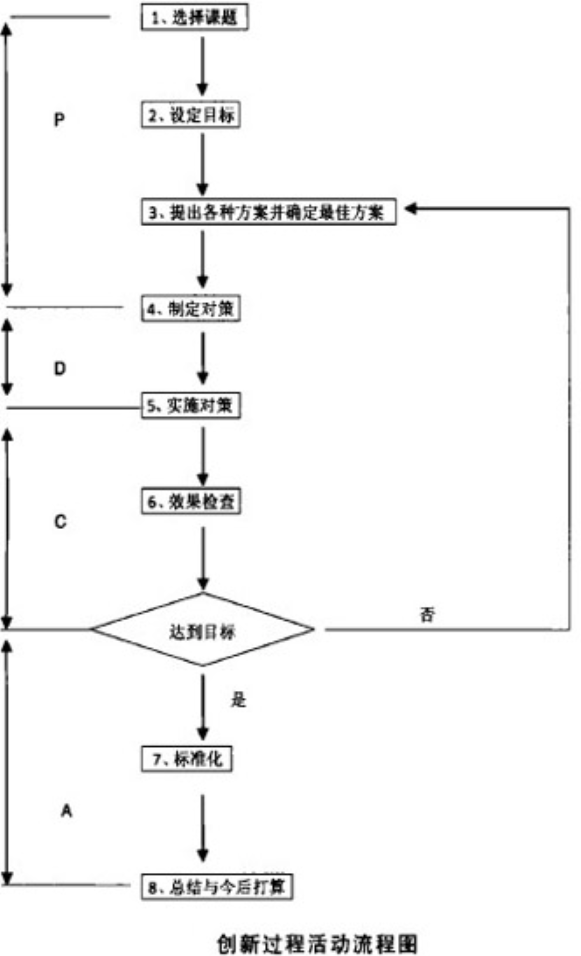 1、选择课题
P
2、设定目标
3、提出各种方案并确定最佳方案
4、制定对策
D
5、实施对策
6、效果检查
C
否
达到目标
是
7、标准化
A
8、总结与今后打算
创新过程活动流程图